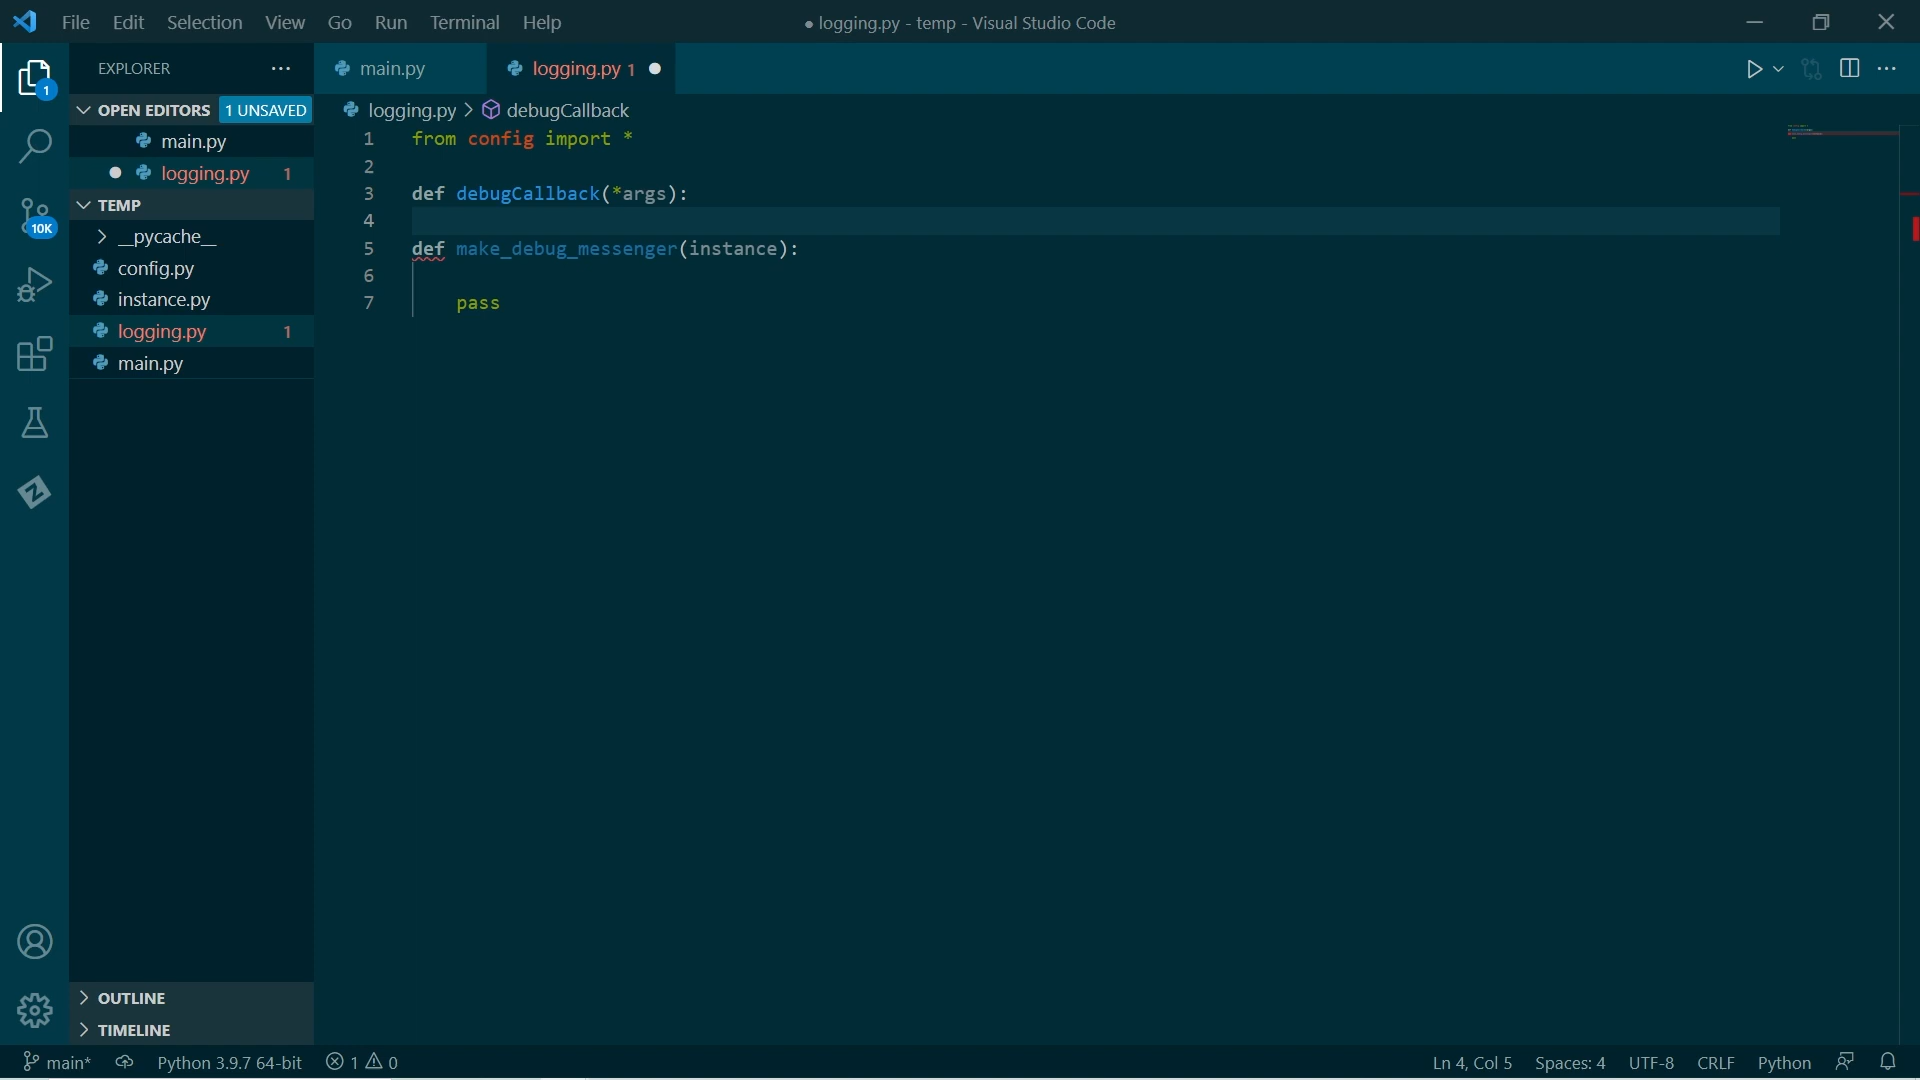 File Edit Selection View Go Run Terminal Help
● logging.py - temp - Visual Studio Code
EXPLORER
1
OPEN EDITORS 1 UNSAVED
main.py
logging.py 1
TEMP
__pycache__
config.py
instance.py
logging.py 1
main.py
10K
OUTLINE
TIMELINE
main.py
logging.py 1
logging.py > debugCallback
1 from config import *
2
3 def debugCallback(*args):
4
5 def make_debug_messenger(instance):
6
7 pass
main* Python 3.9.7 64-bit 1 0
Ln 4, Col 5 Spaces: 4 UTF-8 CRLF Python